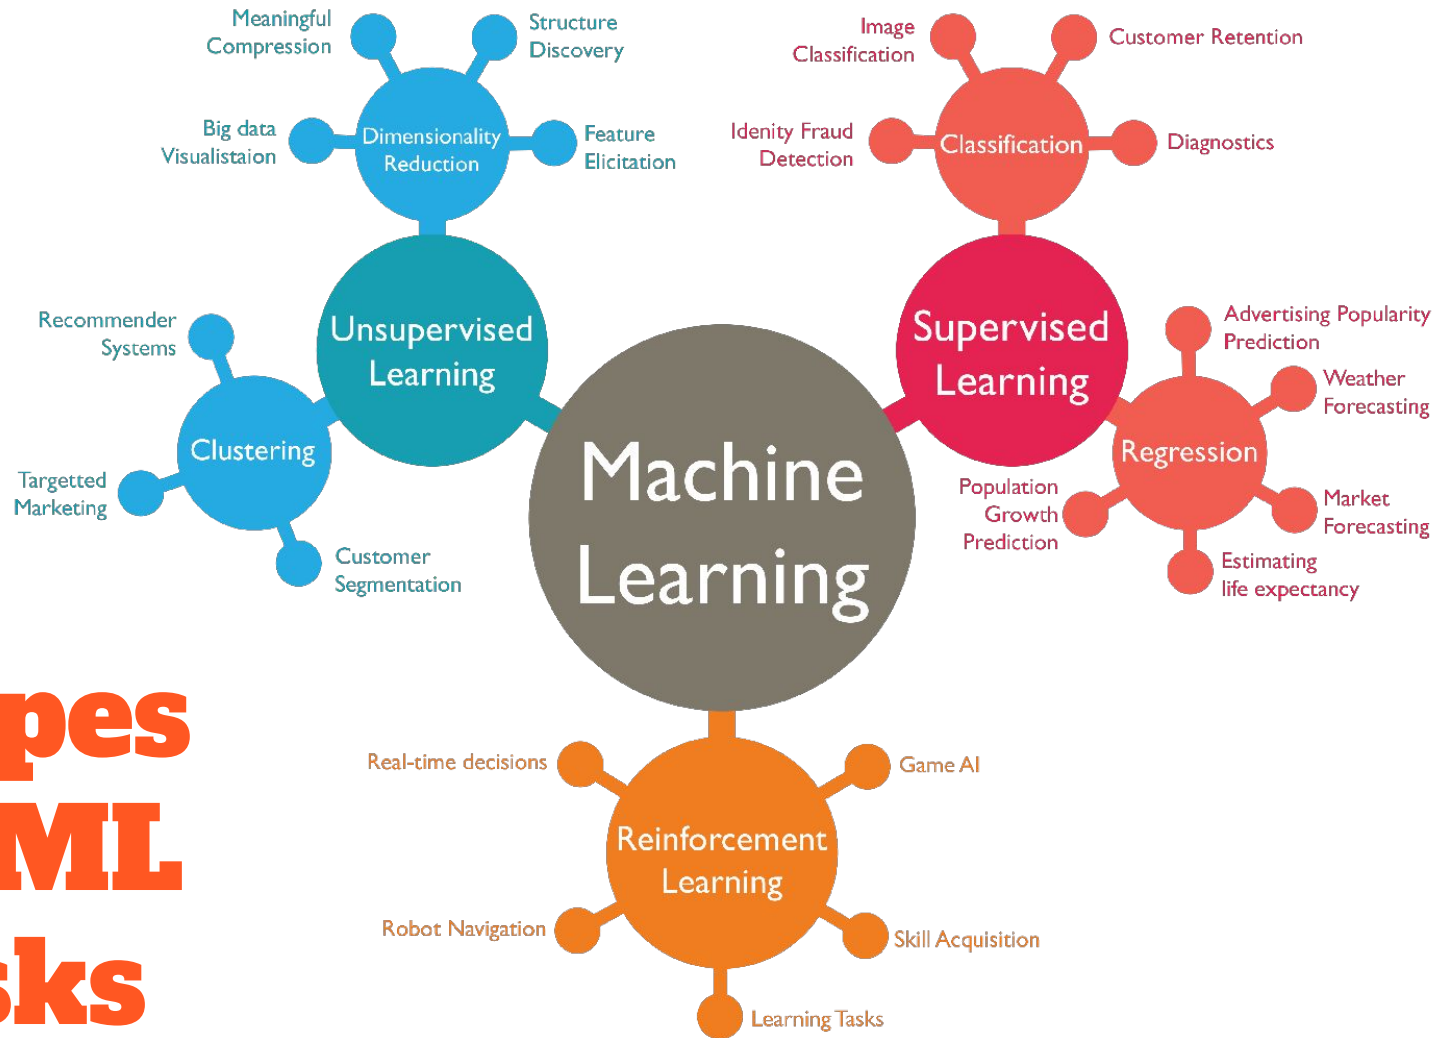 Meaningful
Compression
Structure
Discovery
Big data
Visualistaion
Dimensionality
Reduction
Feature
Elicitation
Image
Classification
Customer Retention
Idenity Fraud
Detection
Classification
Diagnostics
Unsupervised
Learning
Supervised
Learning
Recommender
Systems
Clustering
Targetted
Marketing
Customer
Segmentation
Advertising Popularity
Prediction
Weather
Forecasting
Regression
Population
Growth
Prediction
Market
Forecasting
Estimating
life expectancy
Machine
Learning
Real-time decisions
Game AI
Reinforcement
Learning
Robot Navigation
Skill Acquisition
Learning Tasks
pes
ML
sks